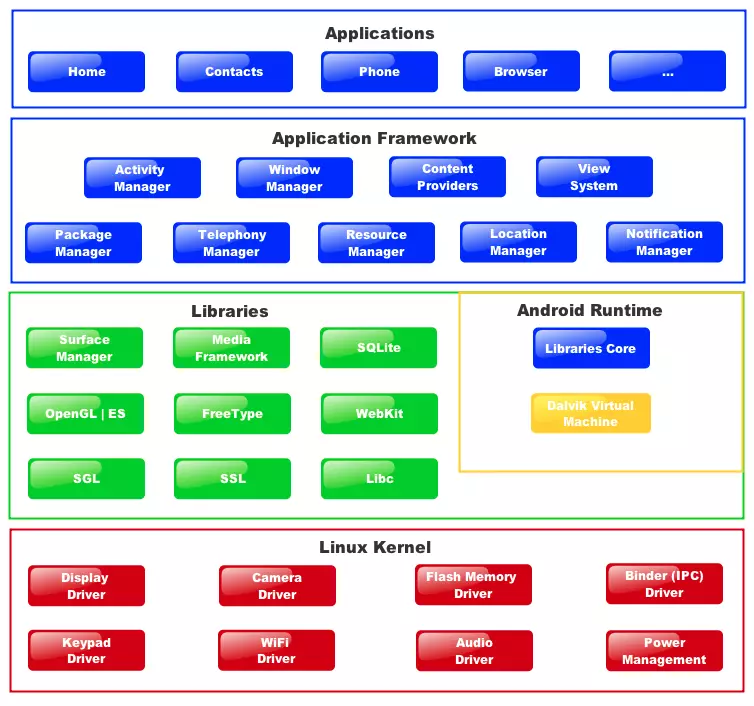 Applications
Home
Contacts
Phone
Browser
...
Application Framework
Activity
Manager
Window
Manager
Content
Providers
View
System
Package
Manager
Telephony
Manager
Resource
Manager
Location
Manager
Notification
Manager
Libraries
Surface
Manager
Media
Framework
SQLite
OpenGL | ES
FreeType
WebKit
SGL
SSL
Libc
Android Runtime
Libraries Core
Dalvik Virtual
Machine
Linux Kernel
Display
Driver
Camera
Driver
Flash Memory
Driver
Binder (IPC)
Driver
Keypad
Driver
WiFi
Driver
Audio
Driver
Power
Management